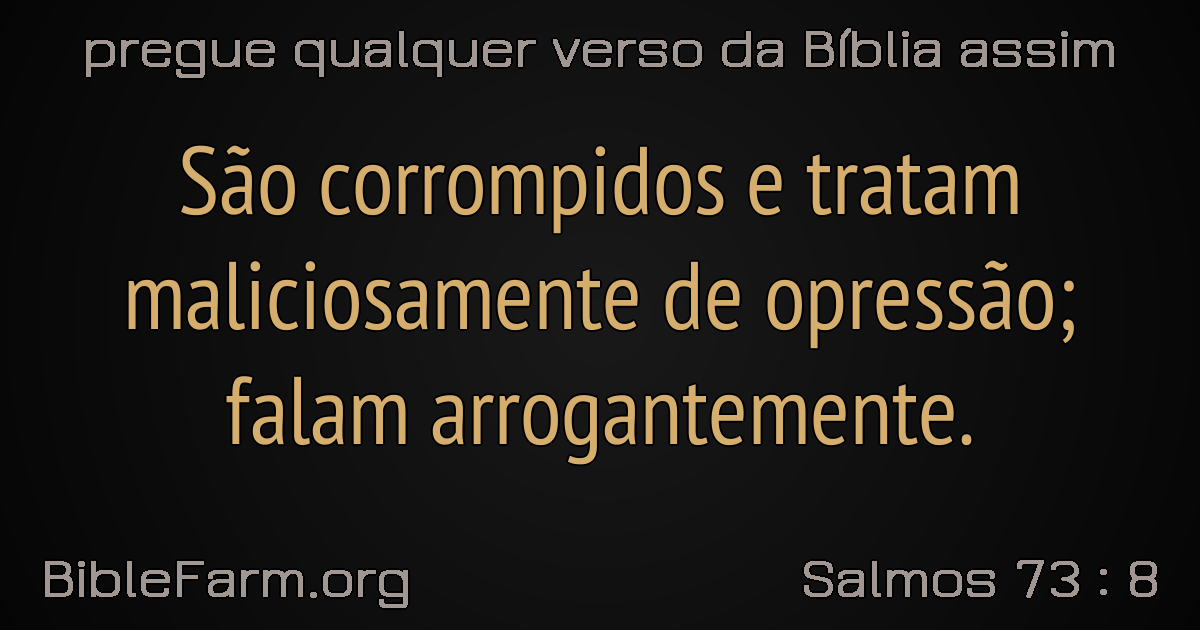 pregue qualquer verso da Bíblia assim
São corrompidos e tratam
maliciosamente de opressão;
falam arrogantemente.
BibleFarm.org
Salmos 73 : 8